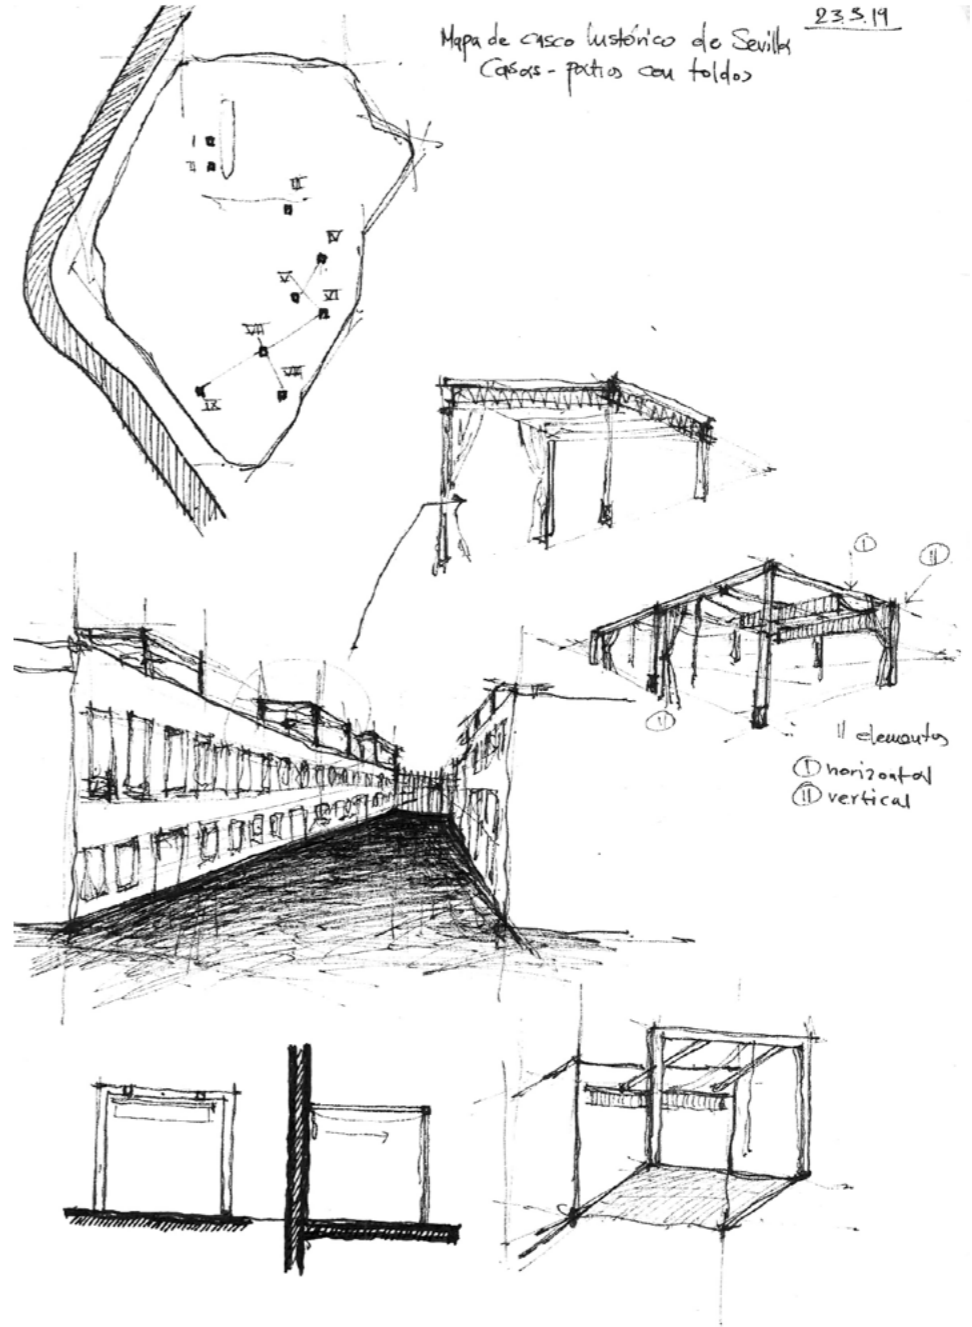 23.3.19
Mapa de casco histórico de Sevilla
Casas - patios con toldos
I
II
III
IV
V
VI
VII
VIII
IX
I
II
II
II elementos
I horizontal
II vertical